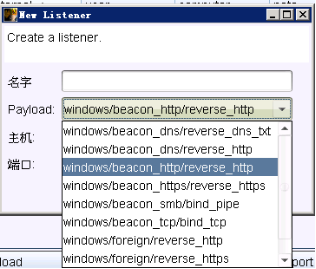 New Listener
Create a listener.
名字
Payload: windows/beacon_http/reverse_http
windows/beacon_dns/reverse_dns_txt
主机:
windows/beacon_dns/reverse_http
windows/beacon_http/reverse_http
端口:
windows/beacon_https/reverse_https
windows/beacon_smb/bind_pipe
windows/beacon_tcp/bind_tcp
windows/foreign/reverse_http
windows/foreign/reverse_https